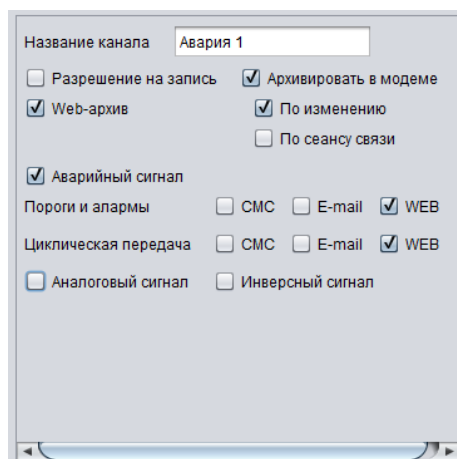 Название канала Авария 1
Разрешение на запись Архивировать в модеме
Web-архив По изменению
По сеансу связи
Аварийный сигнал
Пороги и алармы СМС E-mail WEB
Циклическая передача СМС E-mail WEB
Аналоговый сигнал Инверсный сигнал